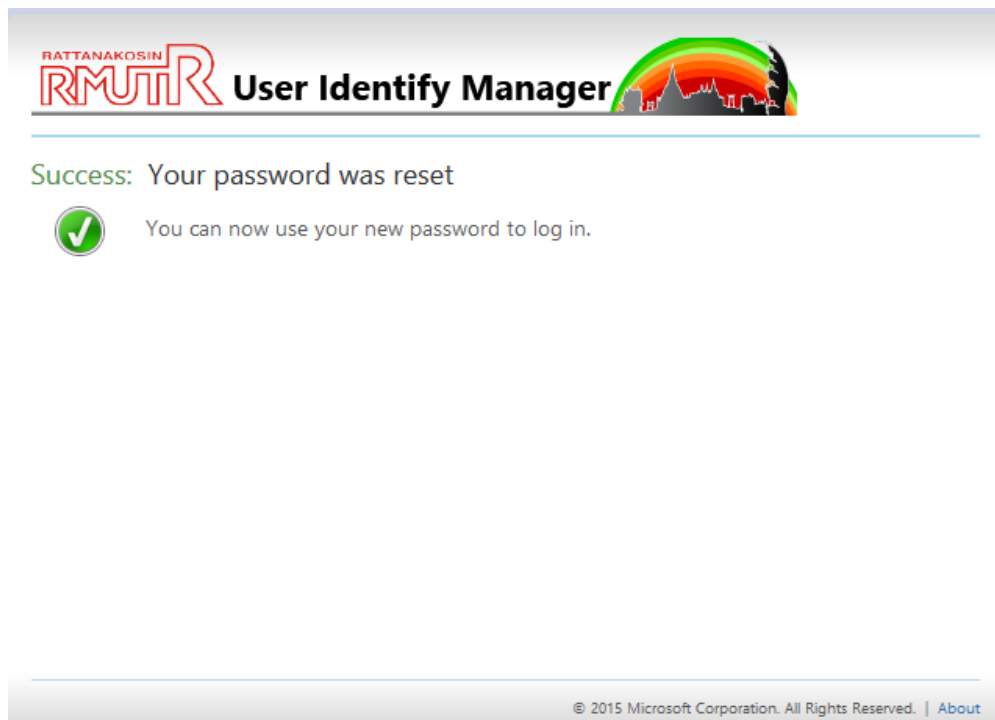 RATTANAKOSIN
RMUTR User Identify Manager
Success: Your password was reset
You can now use your new password to log in.
© 2015 Microsoft Corporation. All Rights Reserved. | About